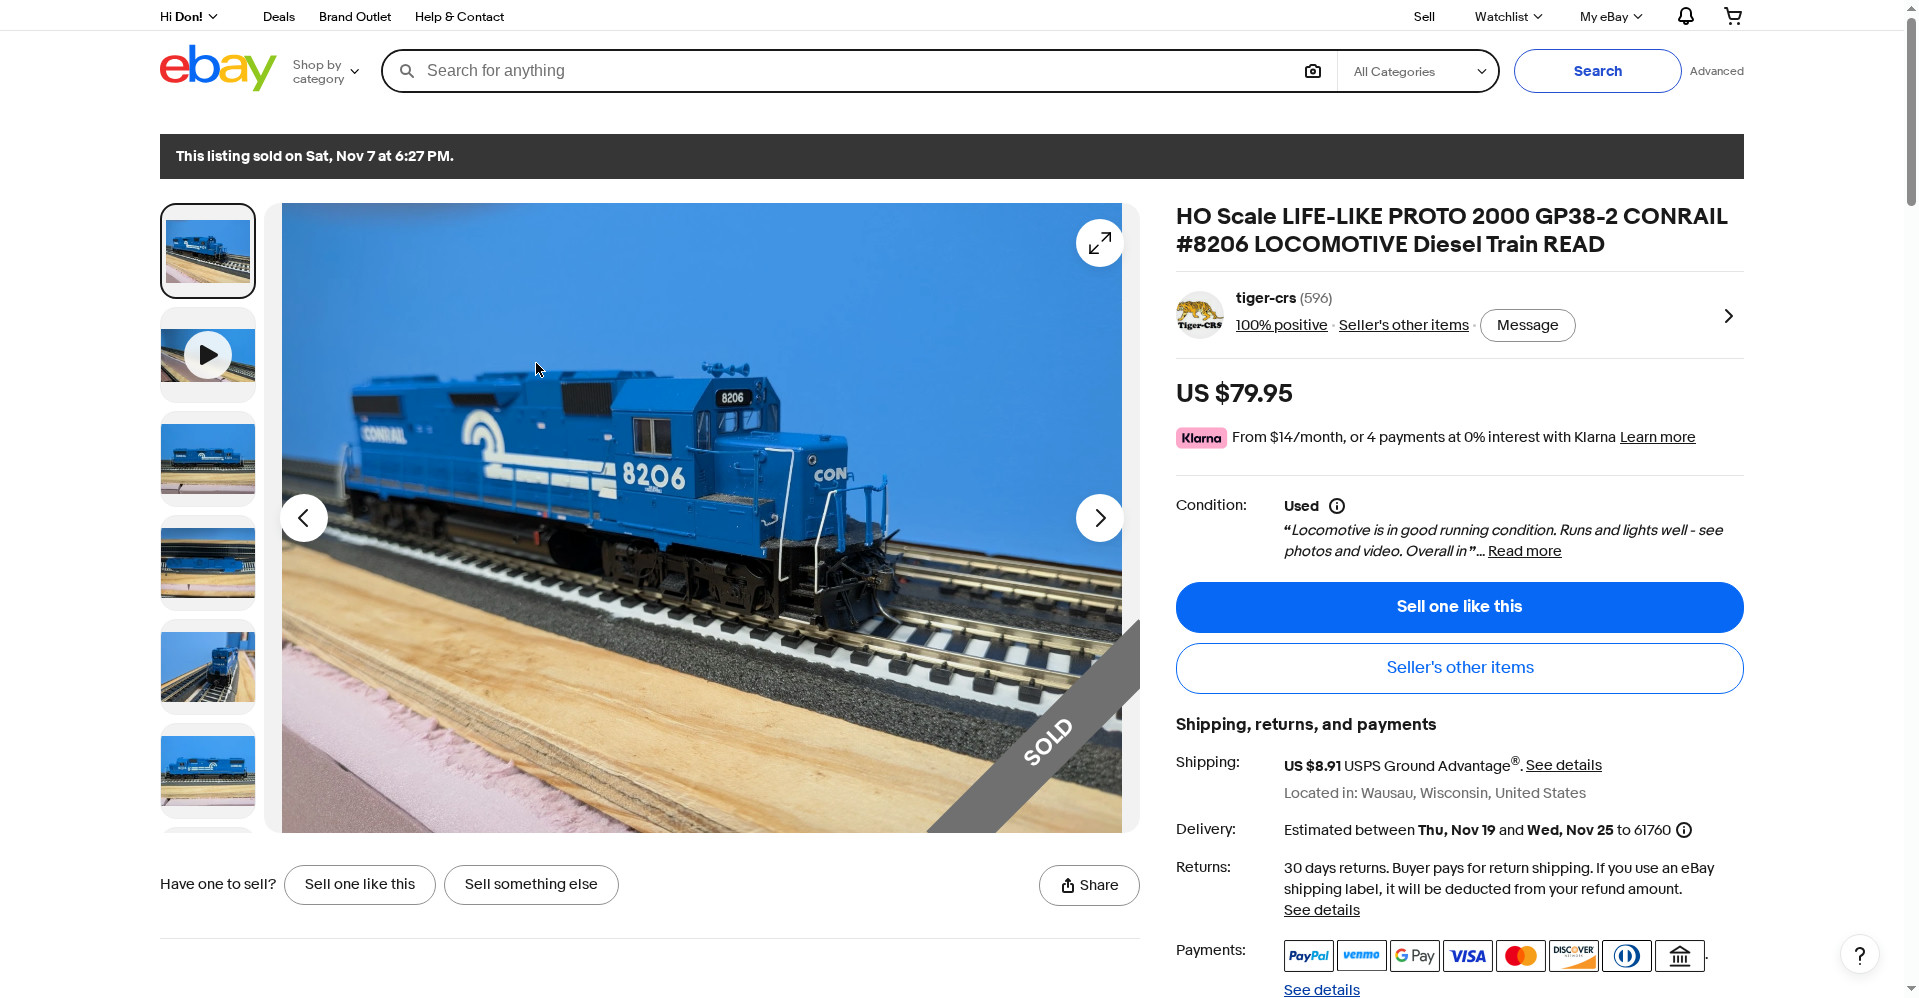 Hi Don!
Deals
Brand Outlet
Help & Contact
Sell
Watchlist
My eBay
ebay
Shop by
category
Search for anything
All Categories
Search
Advanced
This listing sold on Sat, Nov 7 at 6:27 PM.
8206
CONRAIL
8206
CON
SOLD
HO Scale LIFE-LIKE PROTO 2000 GP38-2 CONRAIL
#8206 LOCOMOTIVE Diesel Train READ
Tiger-CRS
tiger-crs (596)
100% positive · Seller's other items · Message
US $79.95
Klarna From $14/month, or 4 payments at 0% interest with Klarna Learn more
Condition:
Used
“Locomotive is in good running condition. Runs and lights well - see
photos and video. Overall in”... Read more
Sell one like this
Seller's other items
Shipping, returns, and payments
Shipping:
US $8.91 USPS Ground Advantage®. See details
Located in: Wausau, Wisconsin, United States
Delivery:
Estimated between Thu, Nov 19 and Wed, Nov 25 to 61760
Returns:
30 days returns. Buyer pays for return shipping. If you use an eBay
shipping label, it will be deducted from your refund amount.
See details
Payments:
PayPal venmo G Pay VISA DISCOVER
See details
Have one to sell? Sell one like this Sell something else
Share
?